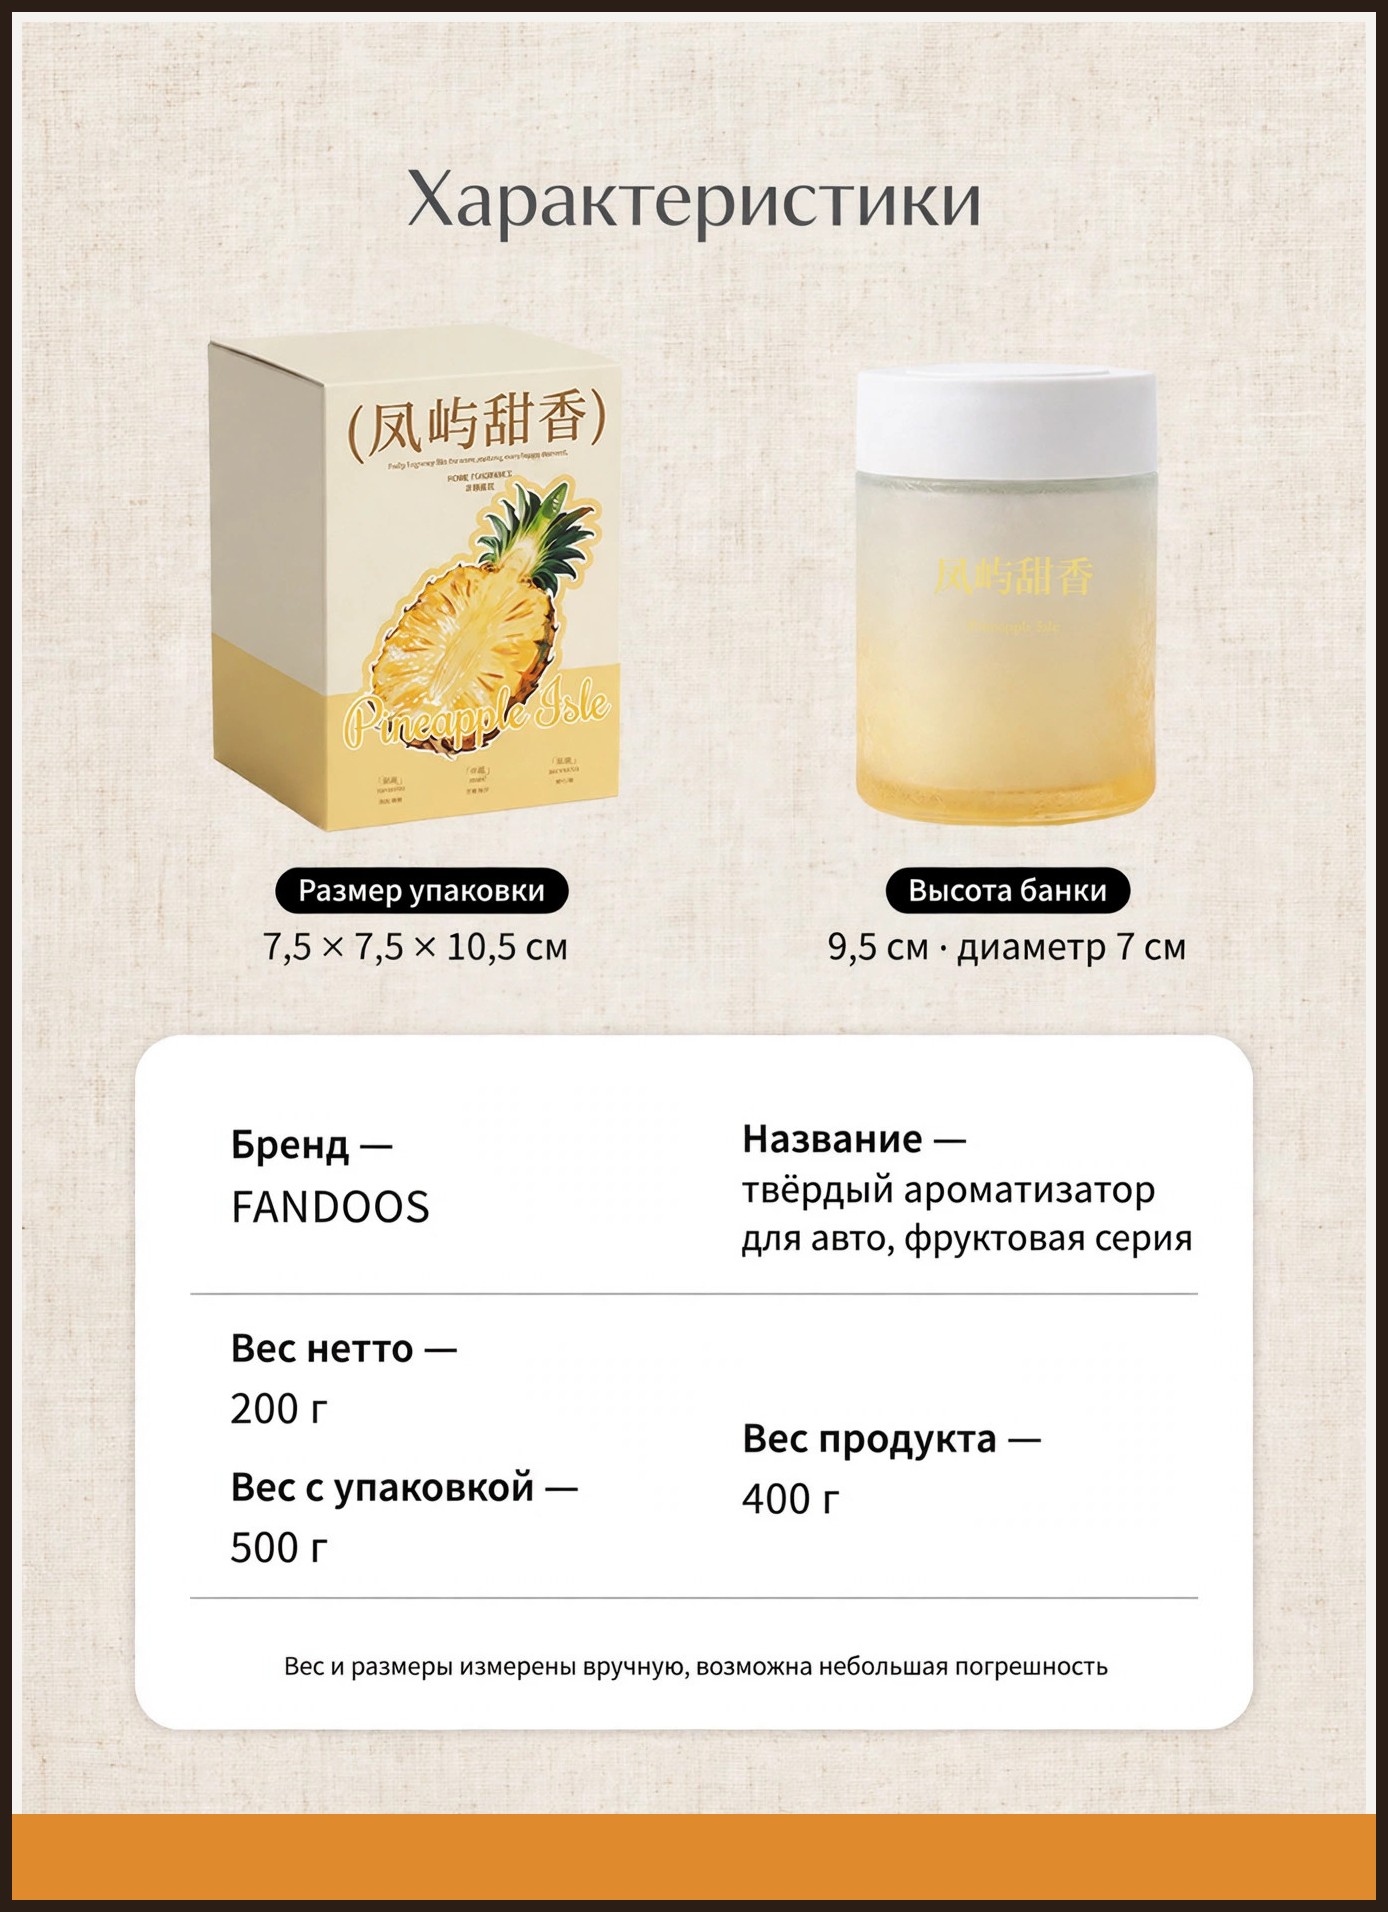 Характеристики
(凤屿甜香)
Pineapple Isle
凤屿甜香
Pineapple Isle
Размер упаковки
7,5 × 7,5 × 10,5 см
Высота банки
9,5 см · диаметр 7 см
Бренд —
FANDOOS
Название —
твёрдый ароматизатор
для авто, фруктовая серия
Вес нетто —
200 г
Вес с упаковкой —
500 г
Вес продукта —
400 г
Вес и размеры измерены вручную, возможна небольшая погрешность